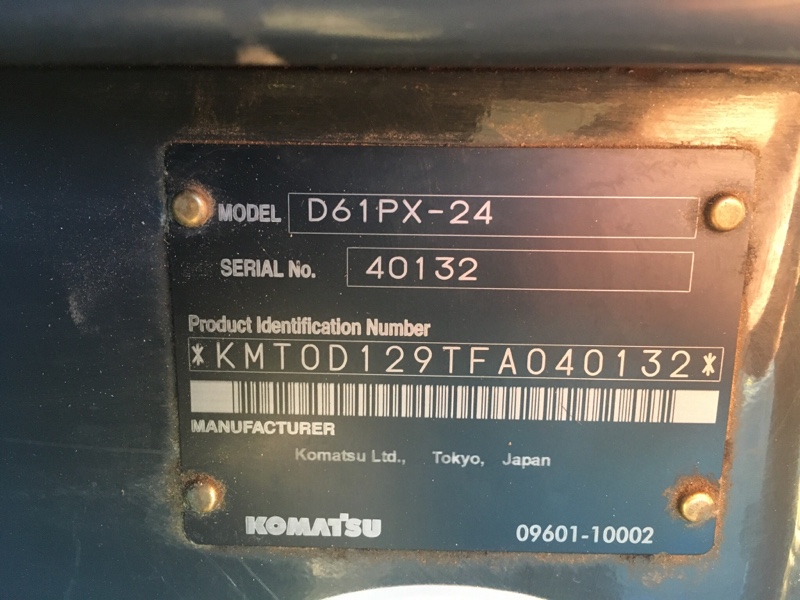 MODEL D61PX-24
SERIAL No. 40132
Product Identification Number
*KMT0D129TFA040132*
MANUFACTURER
Komatsu Ltd., Tokyo, Japan
KOMATSU 09601-10002